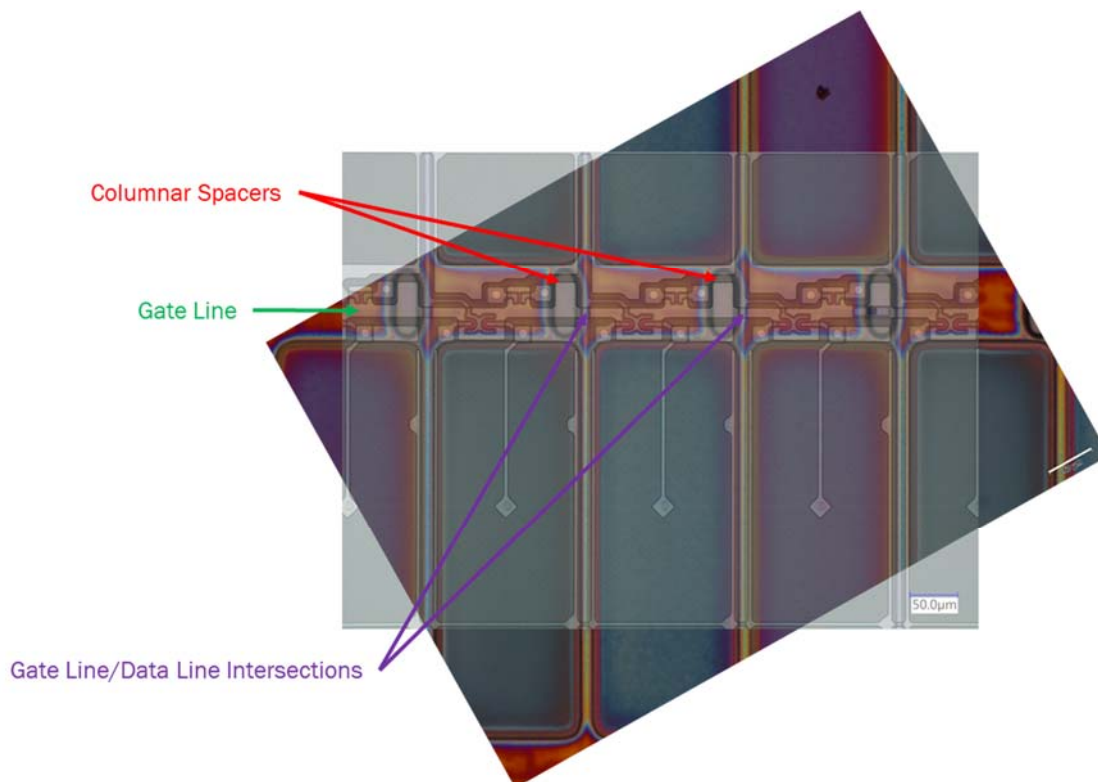 Columnar Spacers
Gate Line
50.0μm
Gate Line/Data Line Intersections